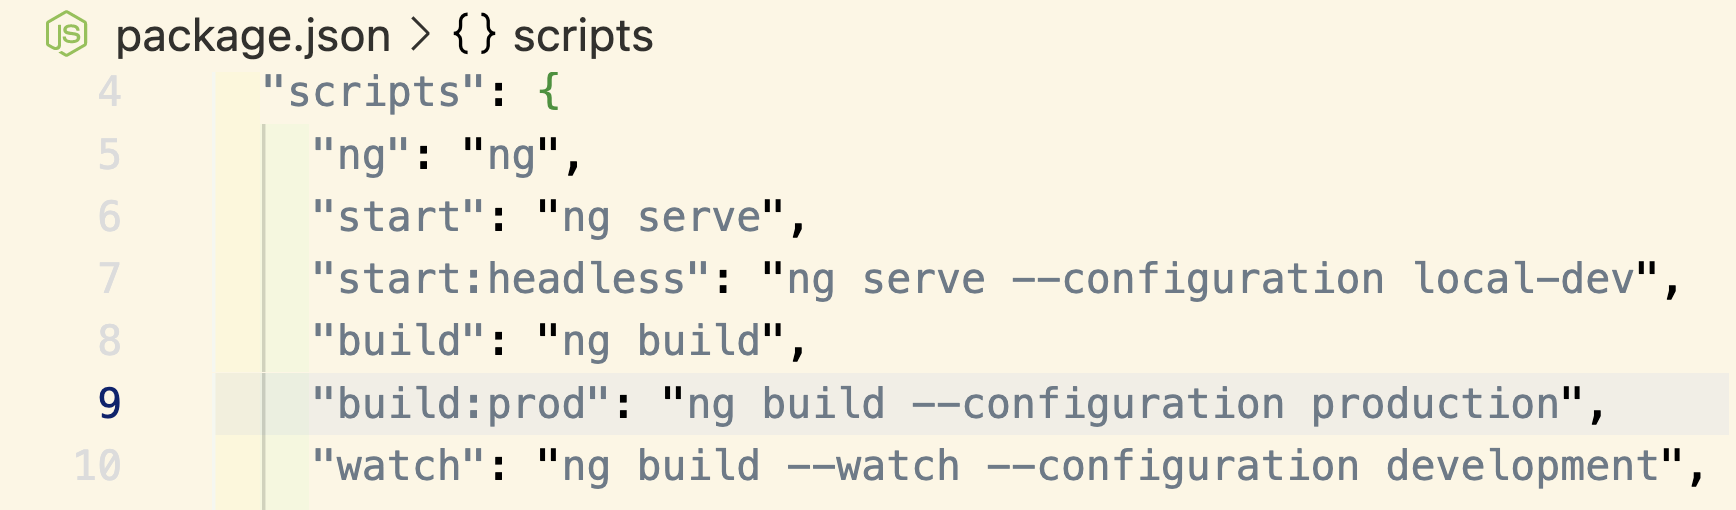 package.json > {} scripts
4 "scripts": {
5 "ng": "ng",
6 "start": "ng serve",
7 "start:headless": "ng serve --configuration local-dev",
8 "build": "ng build",
9 "build:prod": "ng build --configuration production",
10 "watch": "ng build --watch --configuration development",